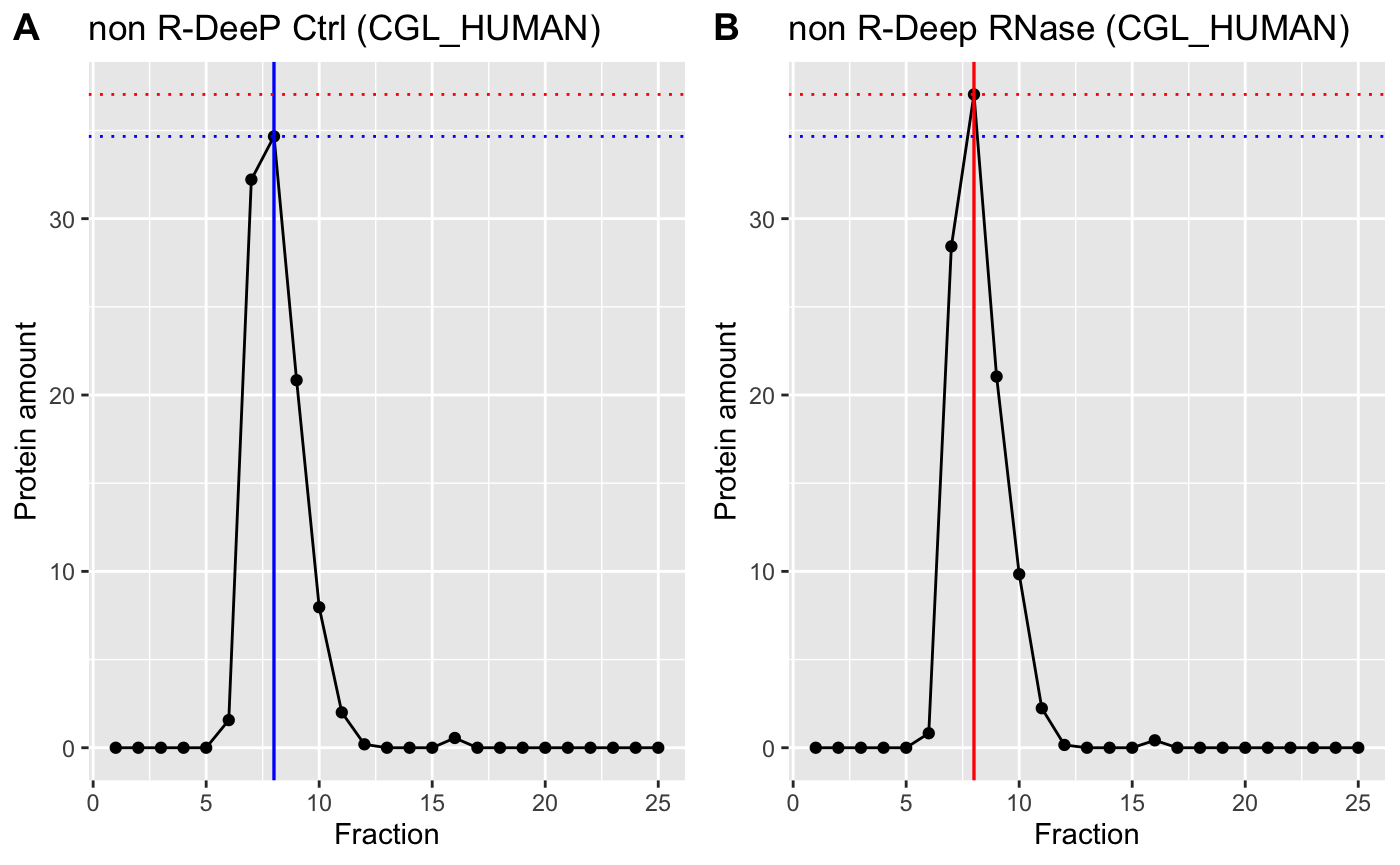 A non R-DeeP Ctrl (CGL_HUMAN)
Protein amount
30
20
10
0
0 5 10 15 20 25
Fraction
B non R-Deep RNase (CGL_HUMAN)
Protein amount
30
20
10
0
0 5 10 15 20 25
Fraction